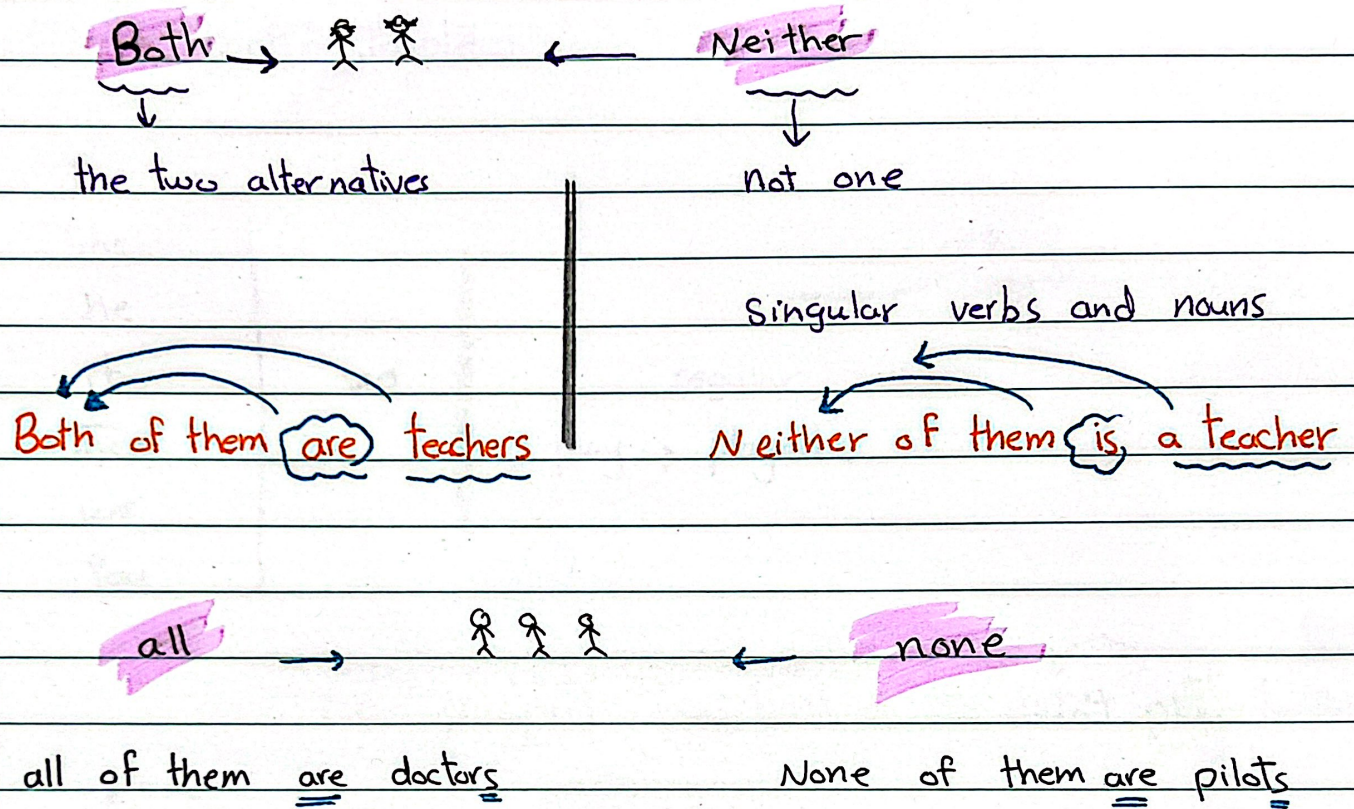 Both → ← Neither
the two alternatives not one
Singular verbs and nouns
Both of them are teachers Neither of them is a teacher
all → ← none
all of them are doctors None of them are pilots